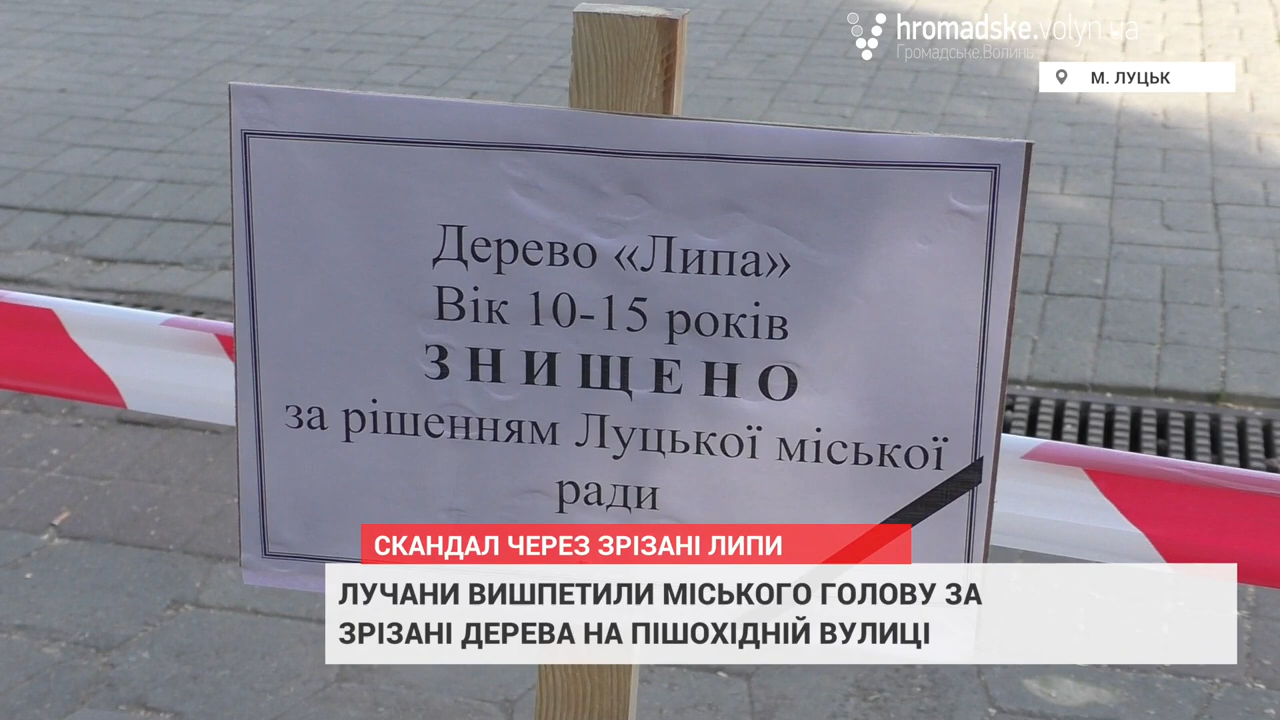 hromadske.volyn.ua
Громадське.Волинь
М. ЛУЦЬК
Дерево «Липа»
Вік 10-15 років
ЗНИЩЕНО
за рішенням Луцької міської
ради
СКАНДАЛ ЧЕРЕЗ ЗРІЗАНІ ЛИПИ
ЛУЧАНИ ВИШПЕТИЛИ МІСЬКОГО ГОЛОВУ ЗА
ЗРІЗАНІ ДЕРЕВА НА ПІШОХІДНІЙ ВУЛИЦІ